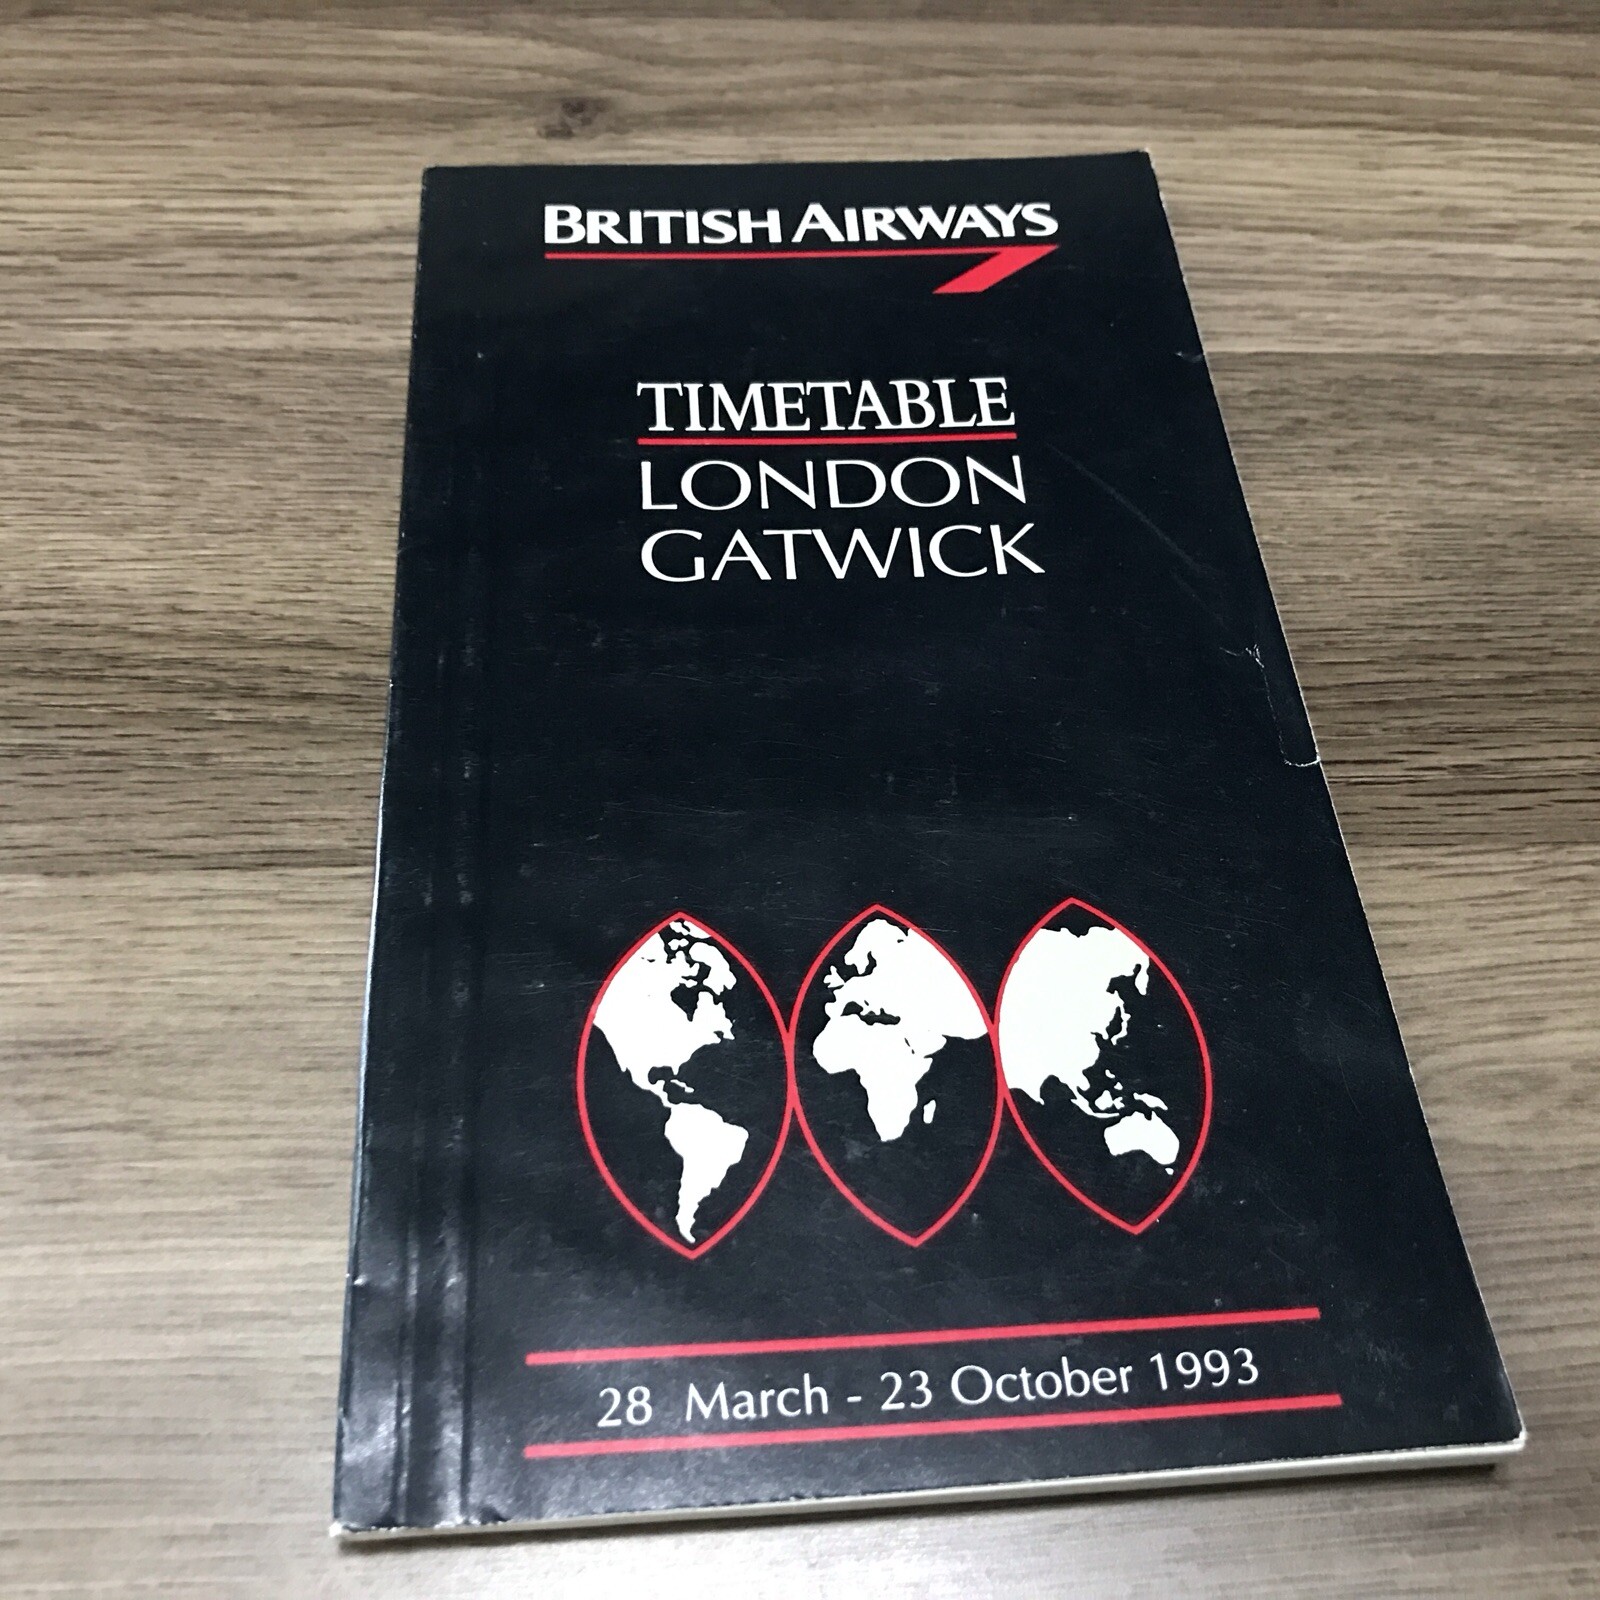 BRITISH AIRWAYS
TIMETABLE
LONDON
GATWICK
28 March - 23 October 1993